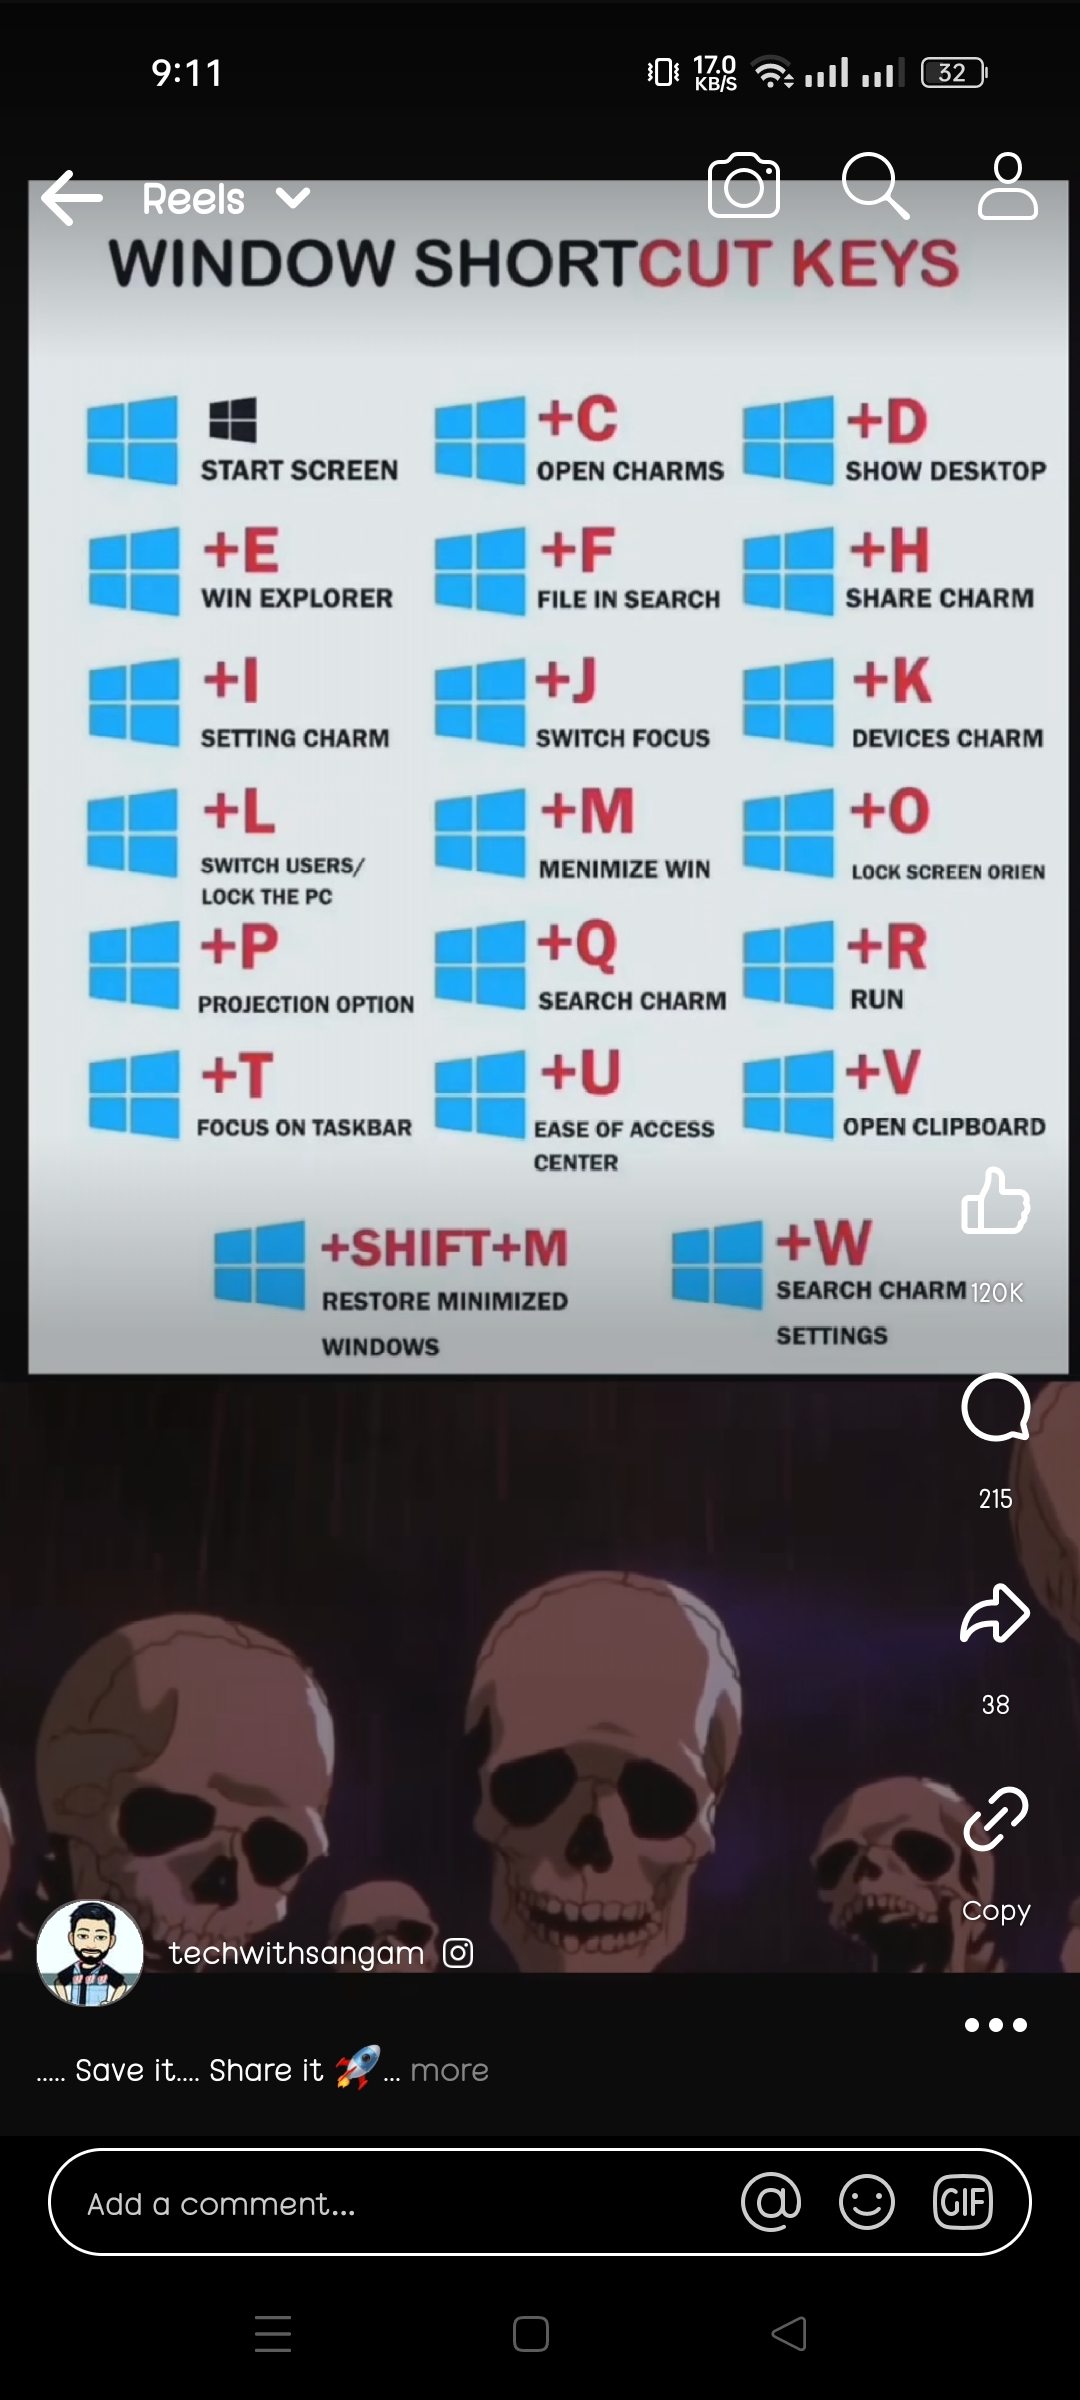 9:11
17.0
KB/S
32
Reels
WINDOW SHORTCUT KEYS
START SCREEN
+C
OPEN CHARMS
+D
SHOW DESKTOP
+E
WIN EXPLORER
+F
FILE IN SEARCH
+H
SHARE CHARM
+I
SETTING CHARM
+J
SWITCH FOCUS
+K
DEVICES CHARM
+L
SWITCH USERS/
LOCK THE PC
+M
MENIMIZE WIN
+O
LOCK SCREEN ORIEN
+P
PROJECTION OPTION
+Q
SEARCH CHARM
+R
RUN
+T
FOCUS ON TASKBAR
+U
EASE OF ACCESS
CENTER
+V
OPEN CLIPBOARD
+SHIFT+M
RESTORE MINIMIZED
WINDOWS
+W
SEARCH CHARM
SETTINGS
120K
215
38
Copy
techwithsangam
..... Save it.... Share it 🚀... more
Add a comment...
GIF